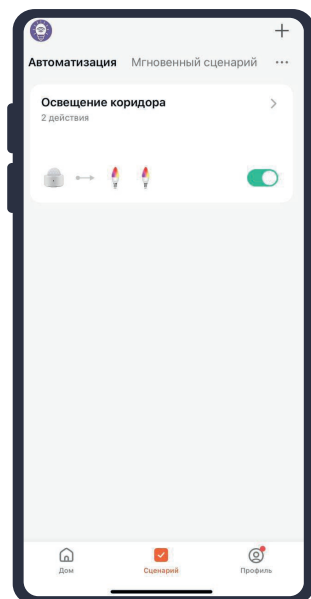 Автоматизация Мгновенный сценарий
Освещение коридора
2 действия
Дом Сценарий Профиль